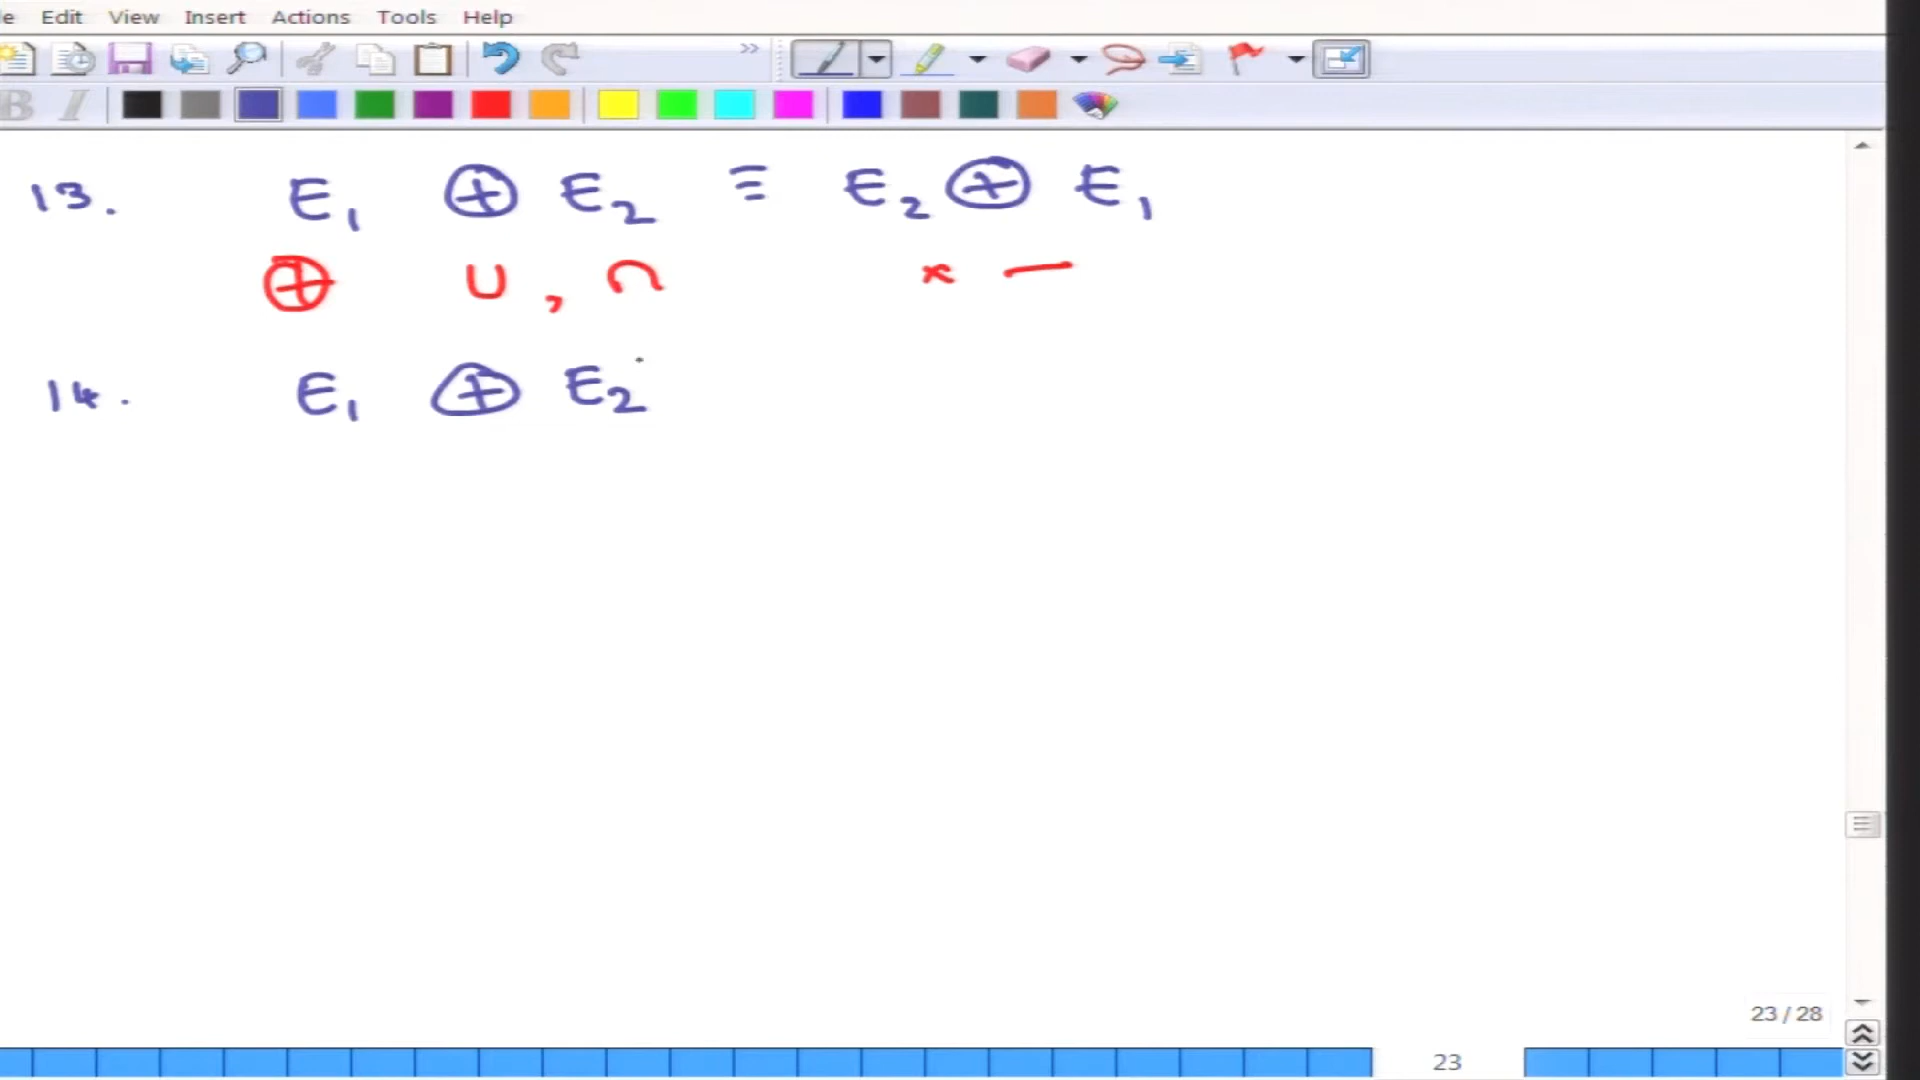 Edit View Insert Actions Tools Help
»
B I
13. E₁ ⊕ E₂ ≡ E₂ ⊕ E₁
⊕ ∪ , ∩ × —
14. E₁ ⊕ E₂
23 / 28
23